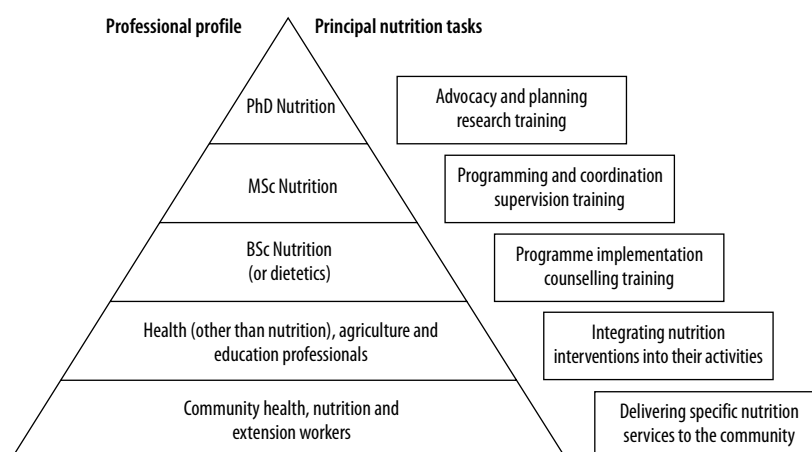 Professional profile
Principal nutrition tasks
PhD Nutrition
Advocacy and planning
research training
MSc Nutrition
Programming and coordination
supervision training
BSc Nutrition
(or dietetics)
Programme implementation
counselling training
Health (other than nutrition), agriculture and
education professionals
Integrating nutrition
interventions into their activities
Community health, nutrition and
extension workers
Delivering specific nutrition
services to the community